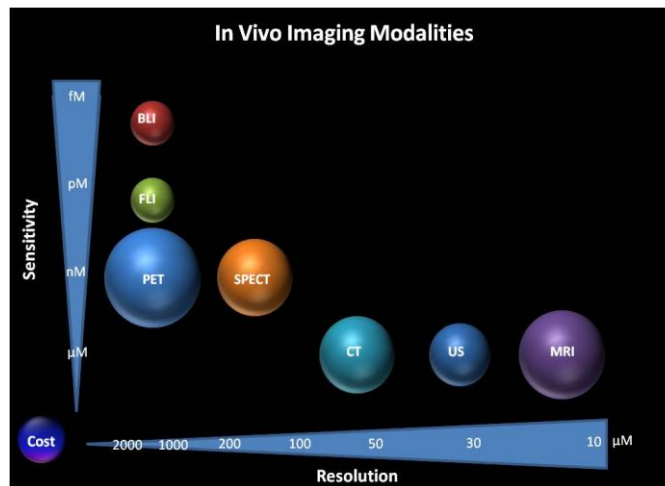 In Vivo Imaging Modalities
fM
BLI
pM
FLI
Sensitivity
nM
PET
SPECT
µM
CT
US
MRI
Cost
2000 1000 200 100 50 30 10 µM
Resolution